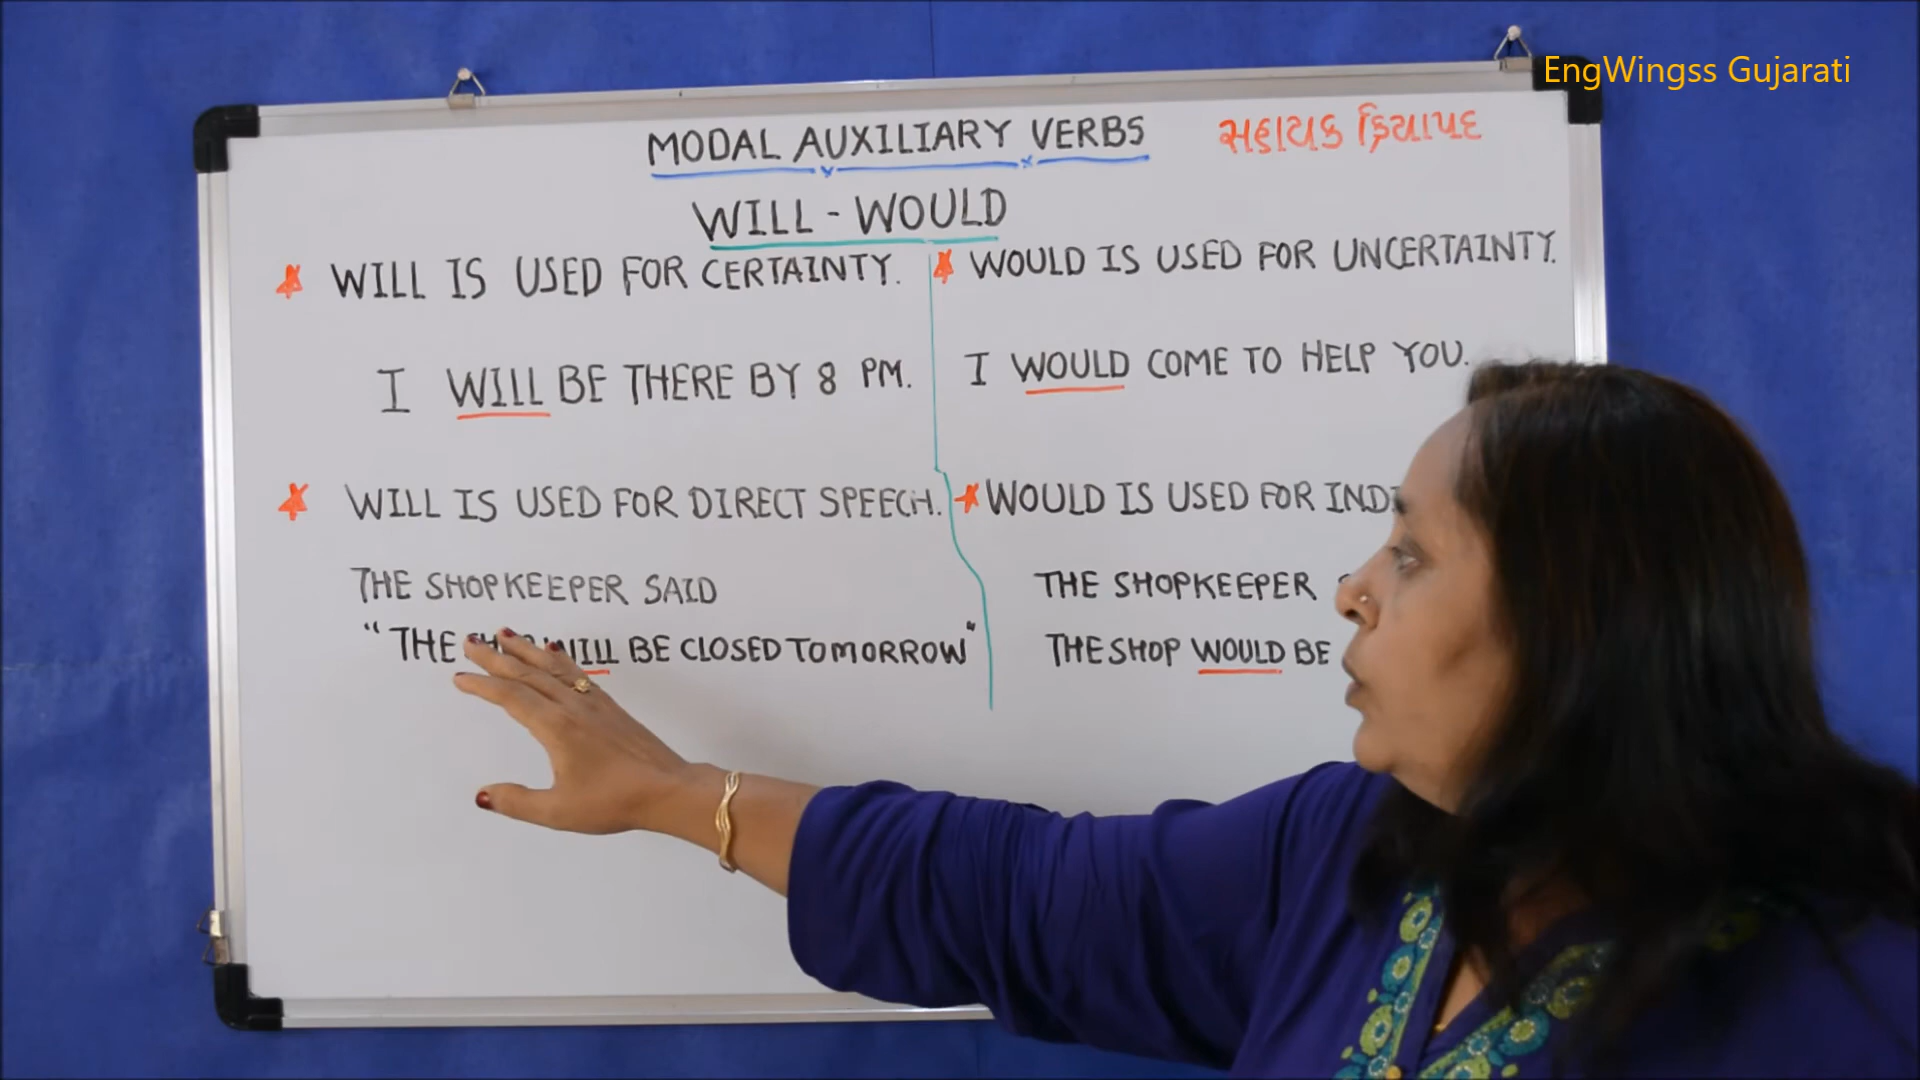 EngWingss Gujarati
MODAL AUXILIARY VERBS સહાયક ક્રિયાપદ
WILL - WOULD
WILL IS USED FOR CERTAINTY.
I WILL BE THERE BY 8 PM.
WILL IS USED FOR DIRECT SPEECH.
THE SHOPKEEPER SAID
"THE WILL BE CLOSED TOMORROW"
WOULD IS USED FOR UNCERTAINTY.
I WOULD COME TO HELP YOU.
WOULD IS USED FOR
THE SHOPKEEPER
THE SHOP WOULD BE